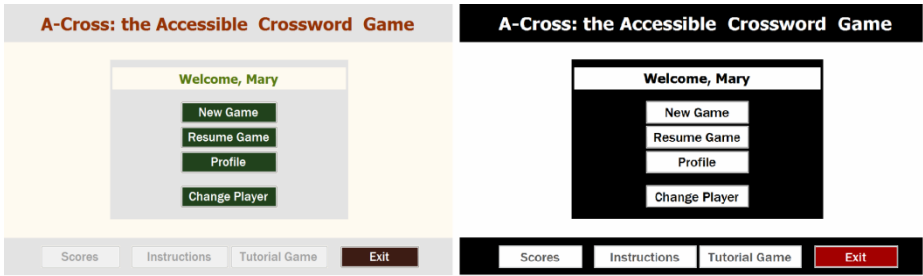 A-Cross: the Accessible Crossword Game
Welcome, Mary
New Game
Resume Game
Profile
Change Player
Scores Instructions Tutorial Game Exit
A-Cross: the Accessible Crossword Game
Welcome, Mary
New Game
Resume Game
Profile
Change Player
Scores Instructions Tutorial Game Exit